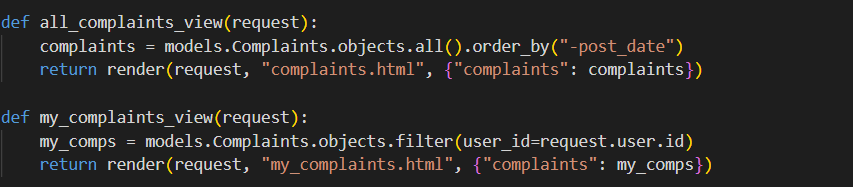 def all_complaints_view(request):
    complaints = models.Complaints.objects.all().order_by("-post_date")
    return render(request, "complaints.html", {"complaints": complaints})

def my_complaints_view(request):
    my_comps = models.Complaints.objects.filter(user_id=request.user.id)
    return render(request, "my_complaints.html", {"complaints": my_comps})